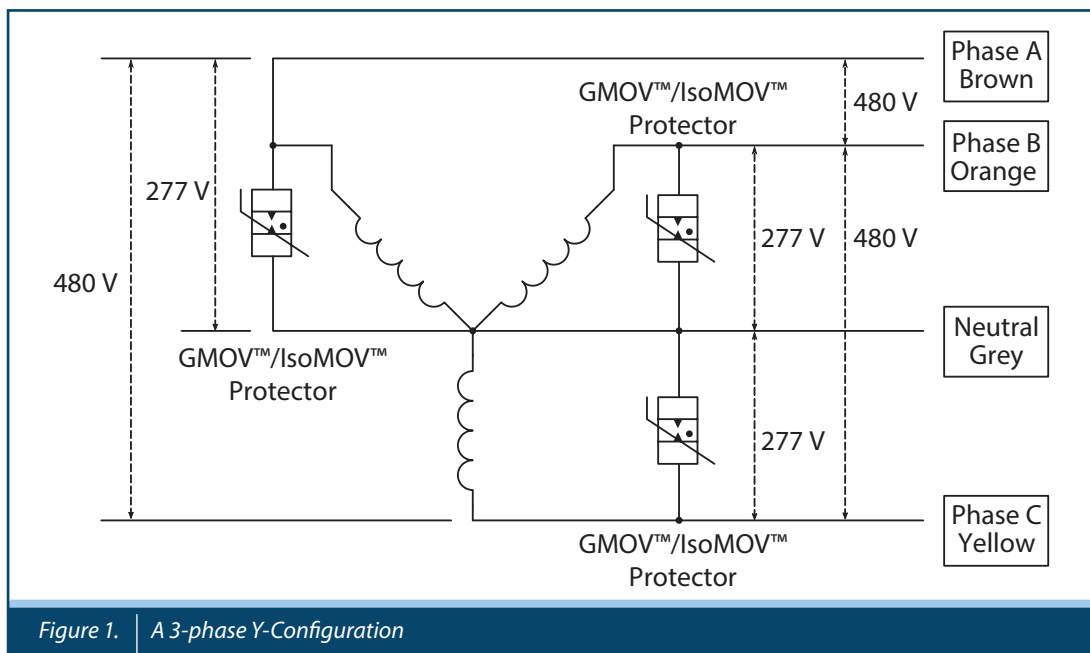 Phase A
Brown
GMOV™/IsoMOV™
Protector
480 V
Phase B
Orange
277 V
277 V
480 V
480 V
Neutral
Grey
GMOV™/IsoMOV™
Protector
277 V
Phase C
Yellow
GMOV™/IsoMOV™
Protector
Figure 1. A 3-phase Y-Configuration